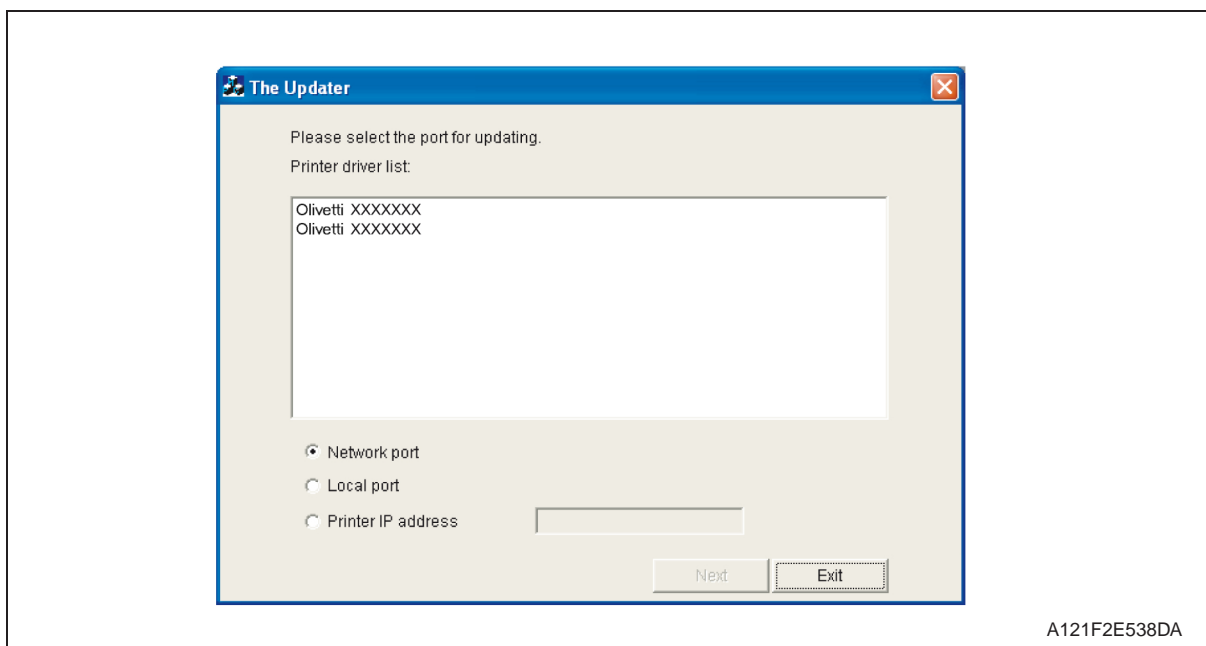 The Updater
Please select the port for updating.
Printer driver list:
Olivetti XXXXXXX
Olivetti XXXXXXX
Network port
Local port
Printer IP address
Next Exit
A121F2E538DA